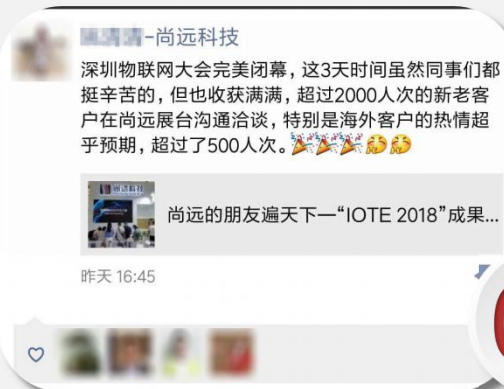 -尚远科技
深圳物联网大会完美闭幕，这3天时间虽然同事们都
挺辛苦的，但也收获满满，超过2000人次的新老客
户在尚远展台沟通洽谈，特别是海外客户的热情超
乎预期，超过了500人次。🎉🎉🎉🎊🎊
尚远的朋友遍天下—“IOTE 2018”成果...
昨天 16:45